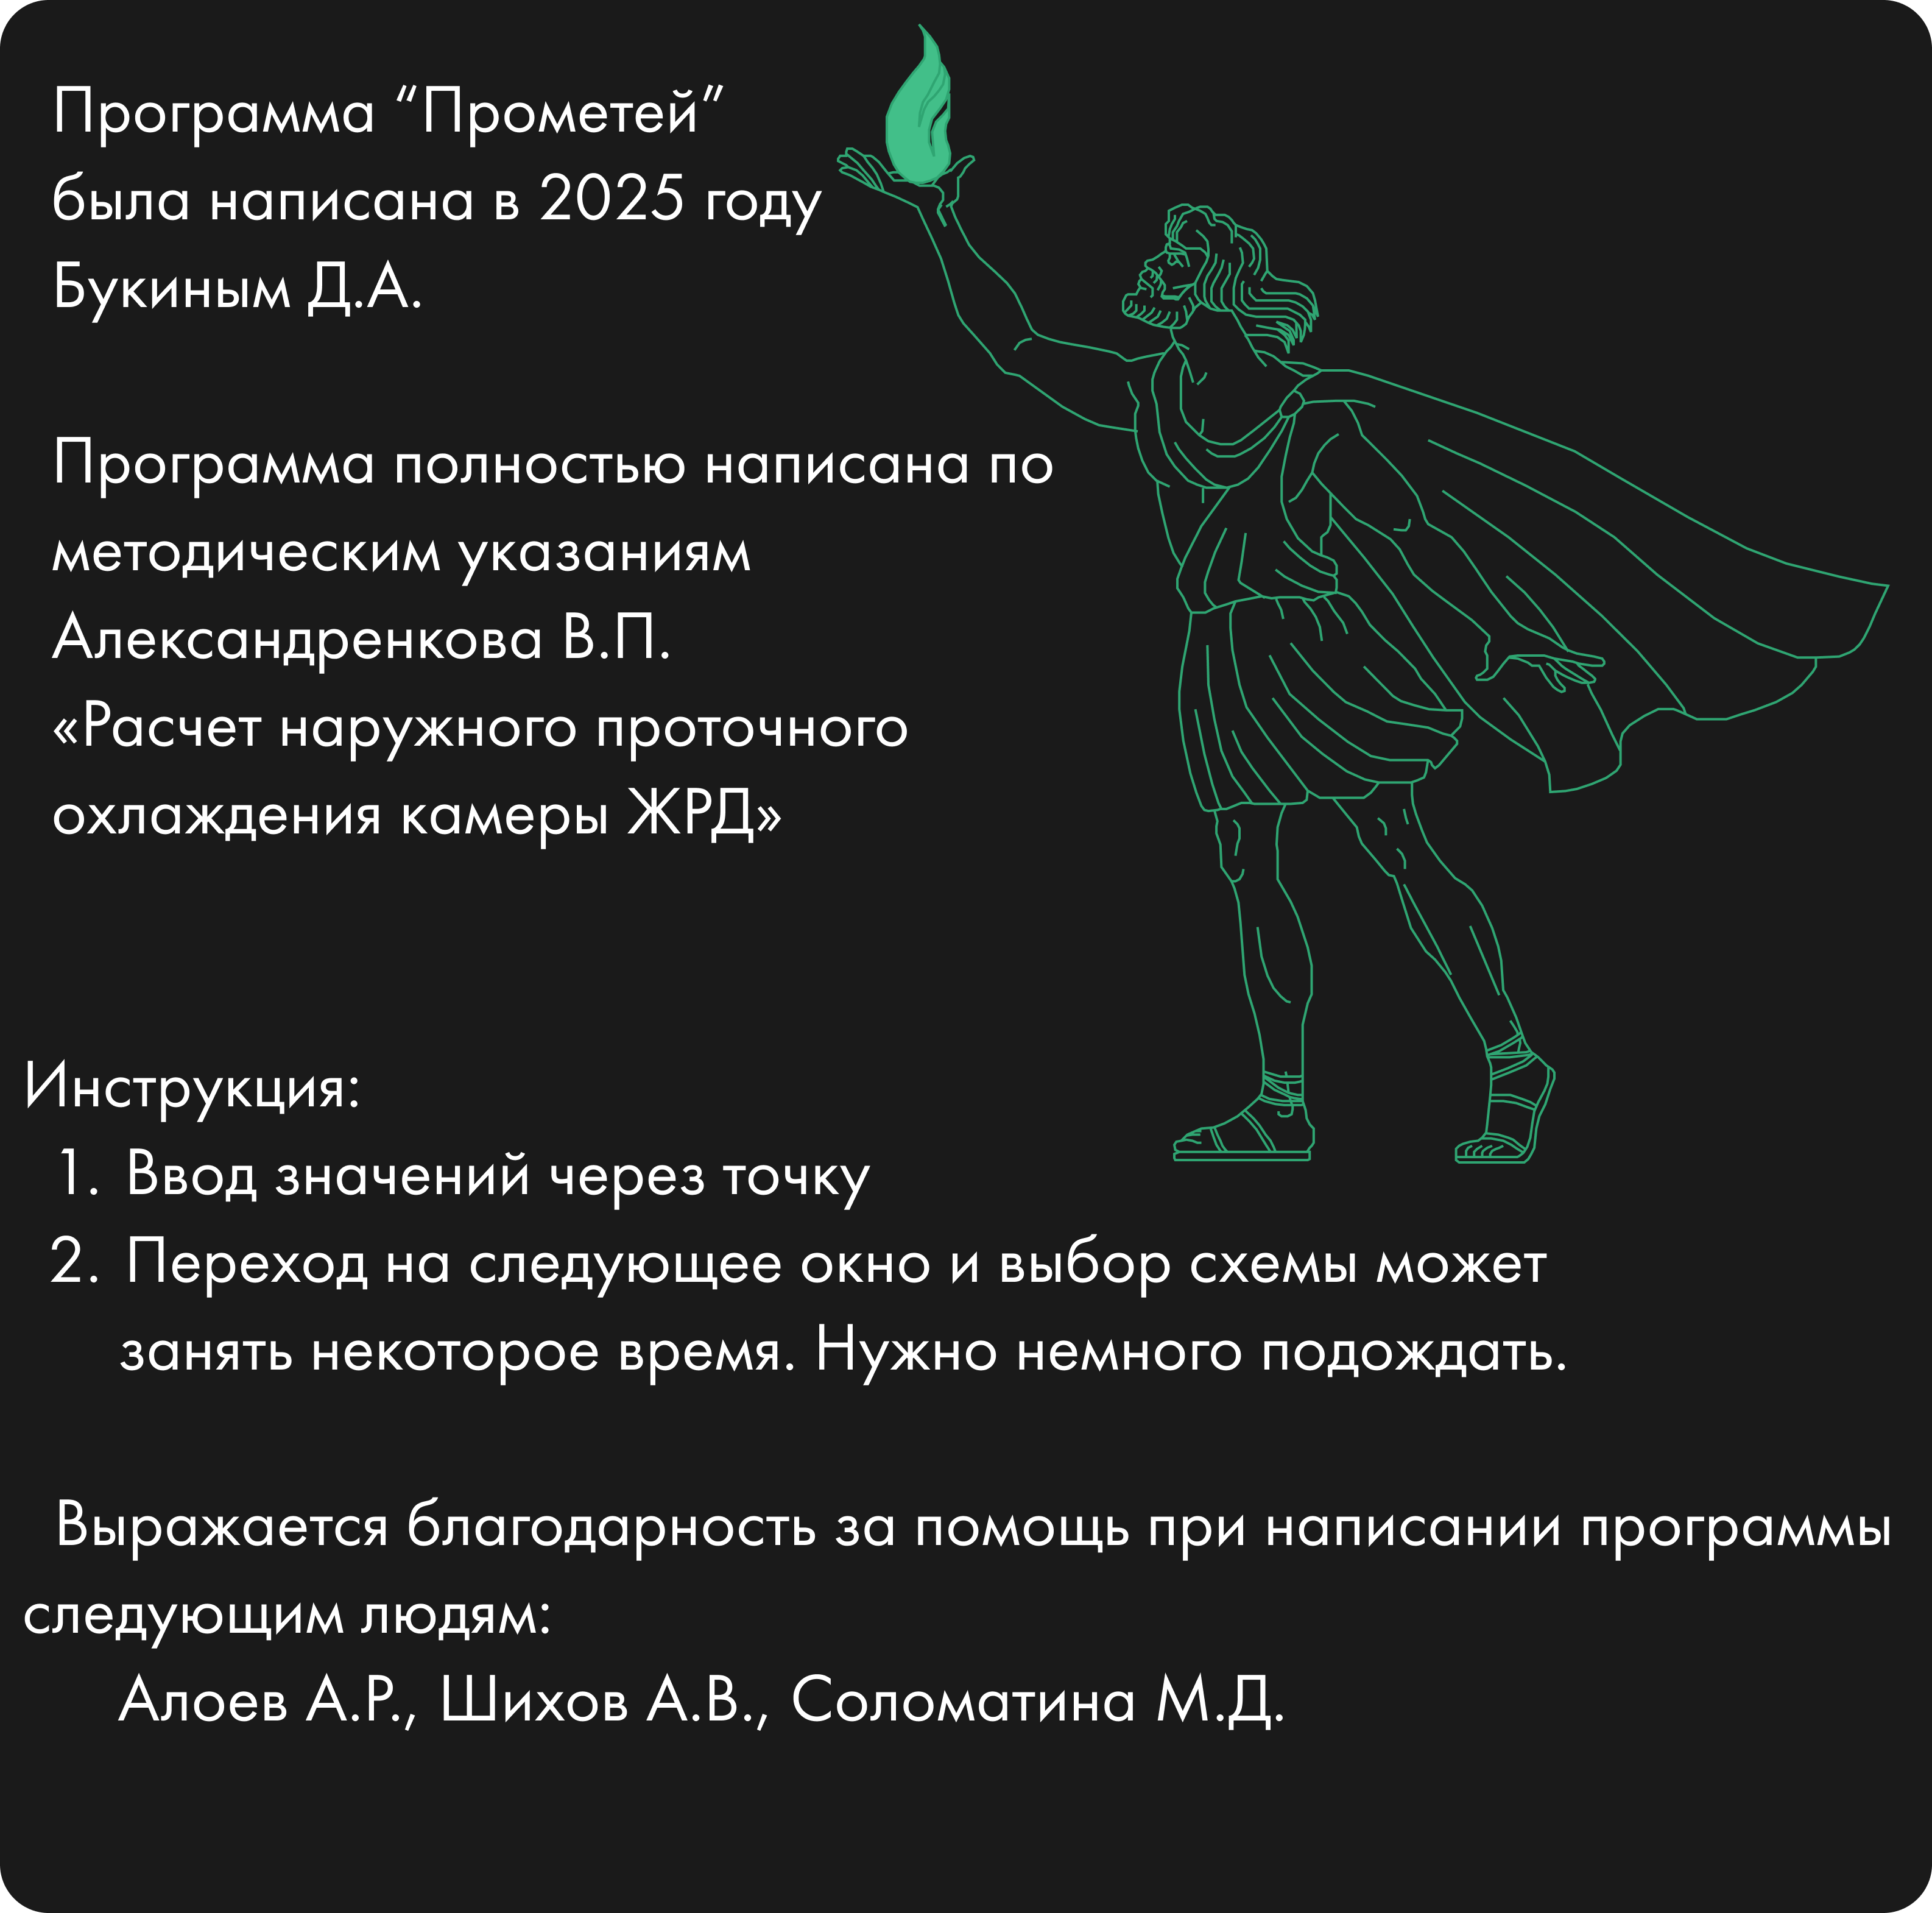 Программа “Прометей”
была написана в 2025 году
Букиным Д.А.
Программа полностью написана по
методическим указаниям
Александренкова В.П.
«Расчет наружного проточного
охлаждения камеры ЖРД»
Инструкция:
1. Ввод значений через точку
2. Переход на следующее окно и выбор схемы может
занять некоторое время. Нужно немного подождать.
Выражается благодарность за помощь при написании программы
следующим людям:
Алоев А.Р., Шихов А.В., Соломатина М.Д.